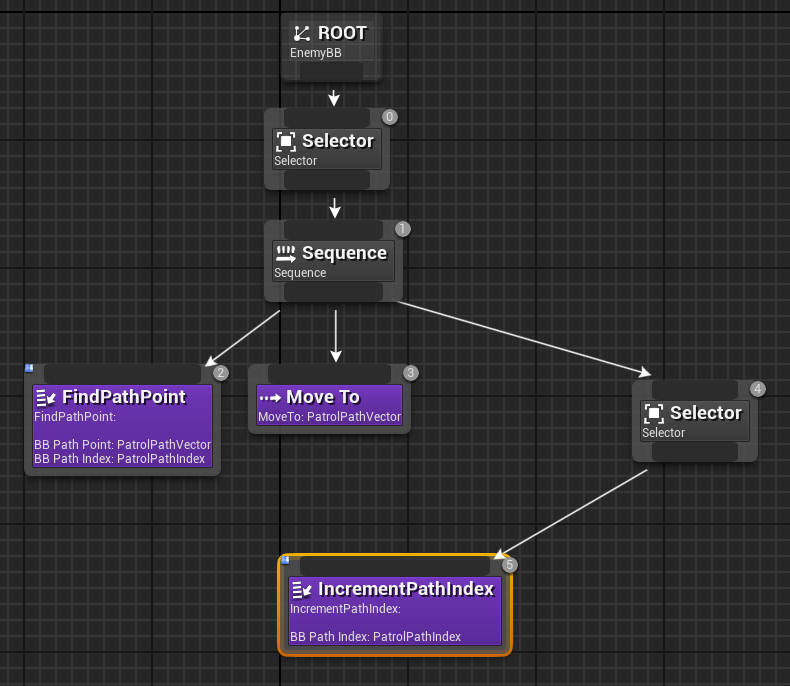 ROOT
EnemyBB
0
Selector
Selector
1
Sequence
Sequence
2
FindPathPoint
FindPathPoint:
BB Path Point: PatrolPathVector
BB Path Index: PatrolPathIndex
3
Move To
MoveTo: PatrolPathVector
4
Selector
Selector
5
IncrementPathIndex
IncrementPathIndex:
BB Path Index: PatrolPathIndex